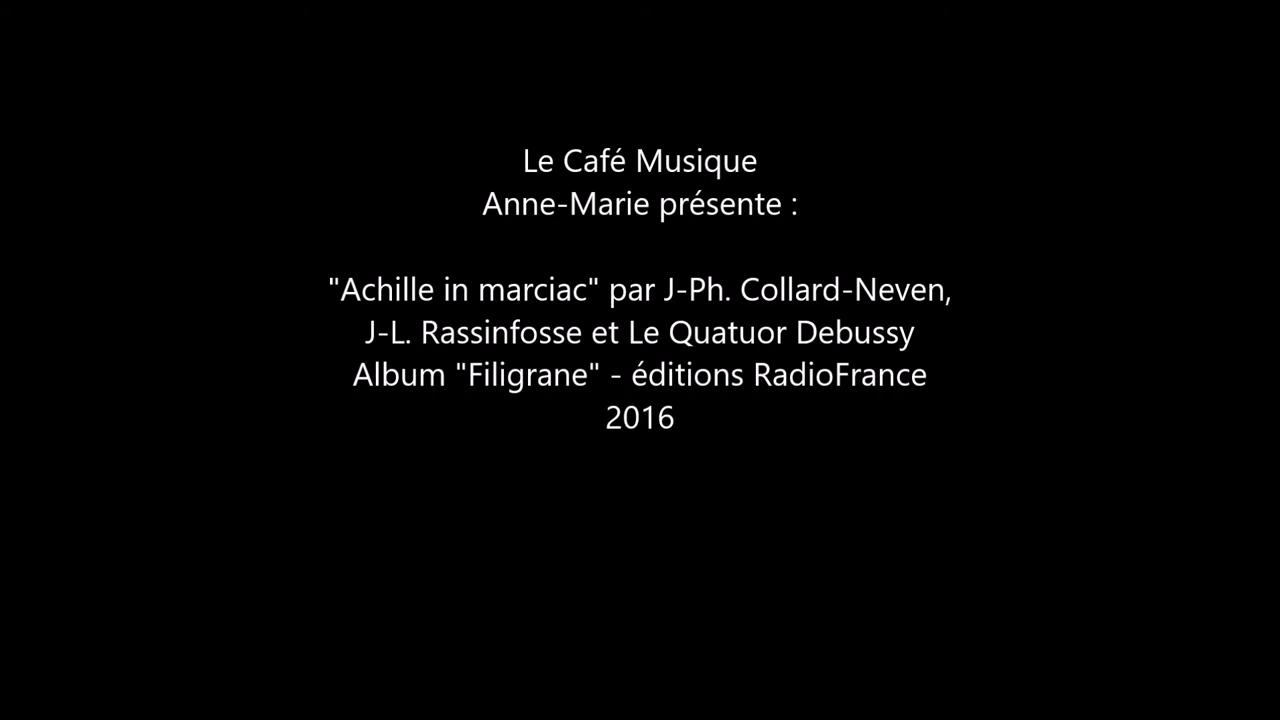 Le Café Musique
Anne-Marie présente :
"Achille in marciac" par J-Ph. Collard-Neven,
J-L. Rassinfosse et Le Quatuor Debussy
Album "Filigrane" - éditions RadioFrance
2016